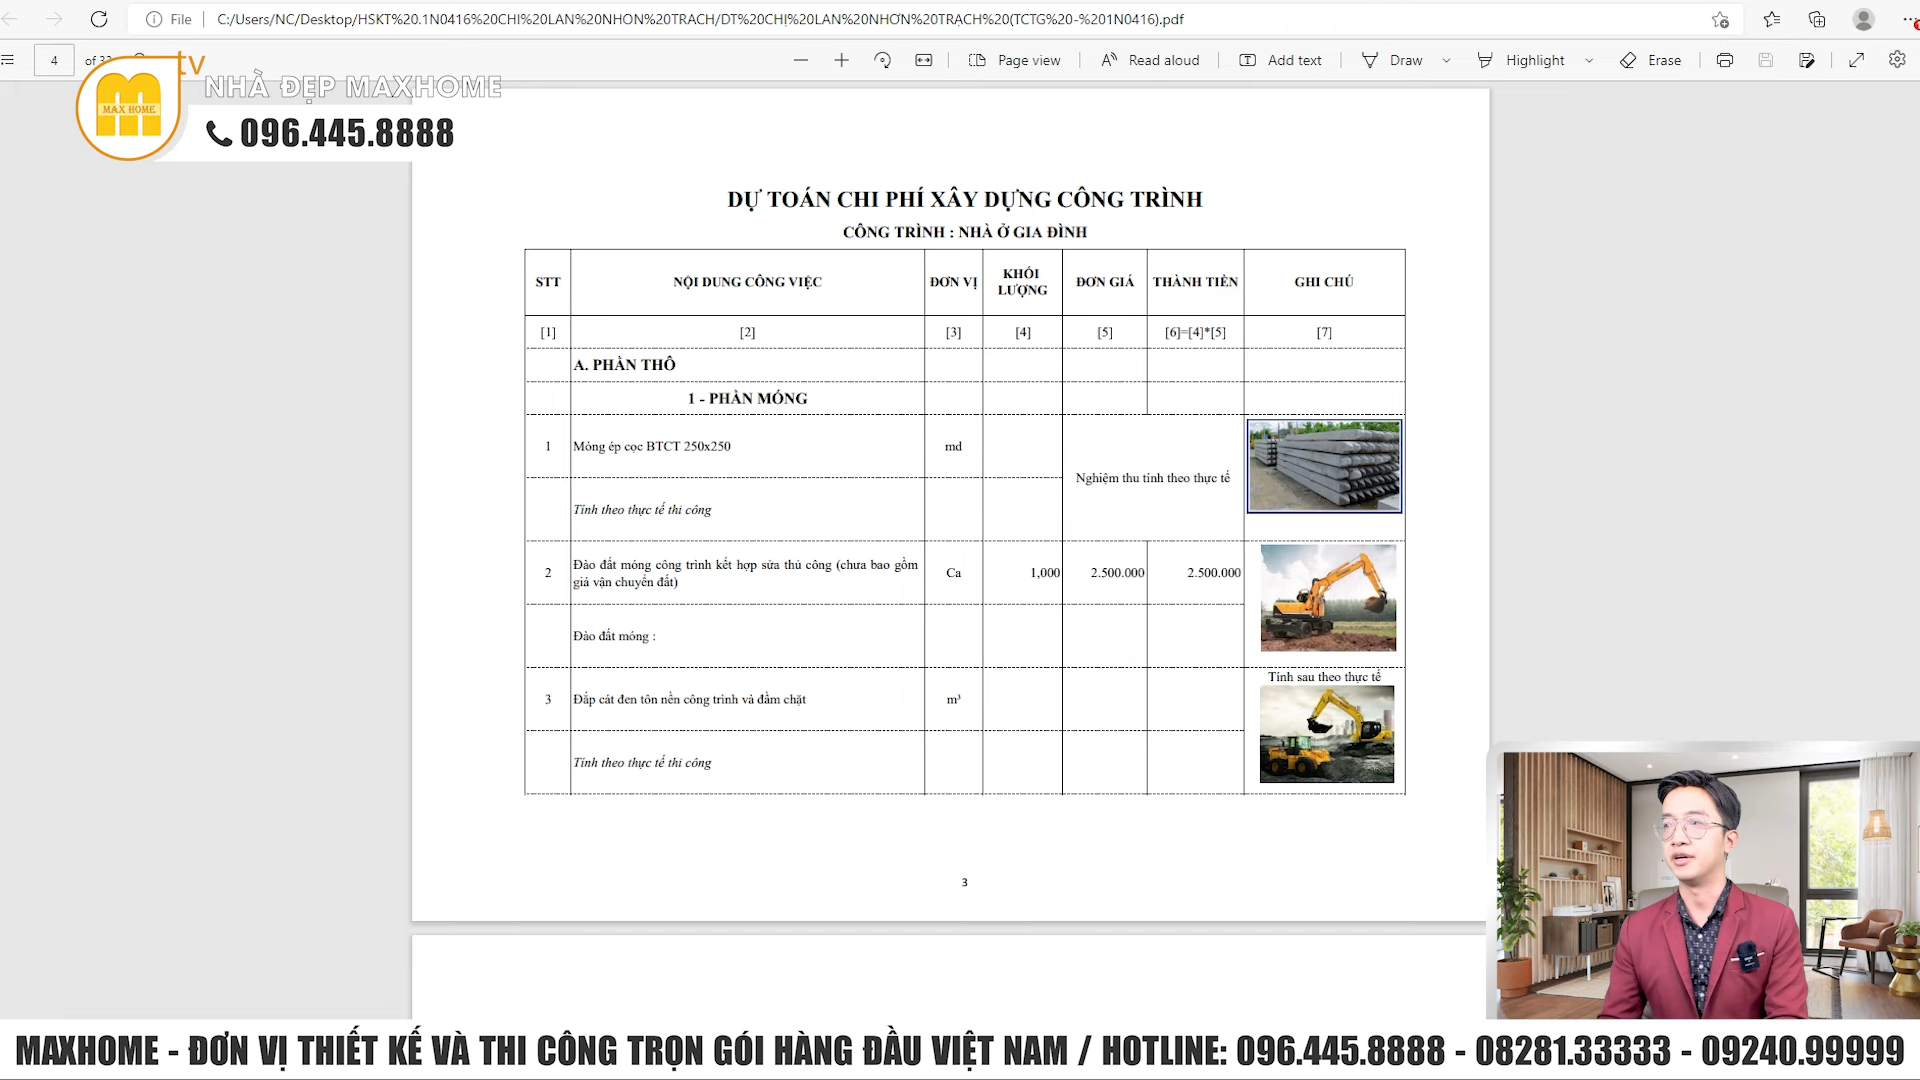 File
C:/Users/NC/Desktop/HSKT%20.1N0416%20CHỊ%20LAN%20NHON%20TRACH/DT%20CHỊ%20LAN%20NHƠN%20TRẠCH%20(TCTG%20-%201N0416).pdf
4
Page view
Read aloud
Add text
Draw
Highlight
Erase
tv
NHÀ ĐẸP MAXHOME
MAX HOME
096.445.8888
DỰ TOÁN CHI PHÍ XÂY DỰNG CÔNG TRÌNH
CÔNG TRÌNH : NHÀ Ở GIA ĐÌNH
STT NỘI DUNG CÔNG VIỆC ĐƠN VỊ KHỐI LƯỢNG ĐƠN GIÁ THÀNH TIỀN GHI CHÚ
[1] [2] [3] [4] [5] [6]=[4]*[5] [7]
A. PHẦN THÔ
1 - PHẦN MÓNG
1 Móng ép cọc BTCT 250x250 md
Nghiệm thu tính theo thực tế
Tính theo thực tế thi công
2 Đào đất móng công trình kết hợp sửa thủ công (chưa bao gồm giá vận chuyển đất) Ca 1,000 2.500.000 2.500.000
Đào đất móng :
Tính sau theo thực tế
3 Đắp cát đen tôn nền công trình và đầm chặt m³
Tính theo thực tế thi công
3
MAXHOME - ĐƠN VỊ THIẾT KẾ VÀ THI CÔNG TRỌN GÓI HÀNG ĐẦU VIỆT NAM / HOTLINE: 096.445.8888 - 08281.33333 - 09240.99999